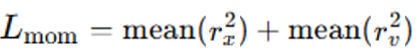 L_mom = mean(r_x^2) + mean(r_v^2)